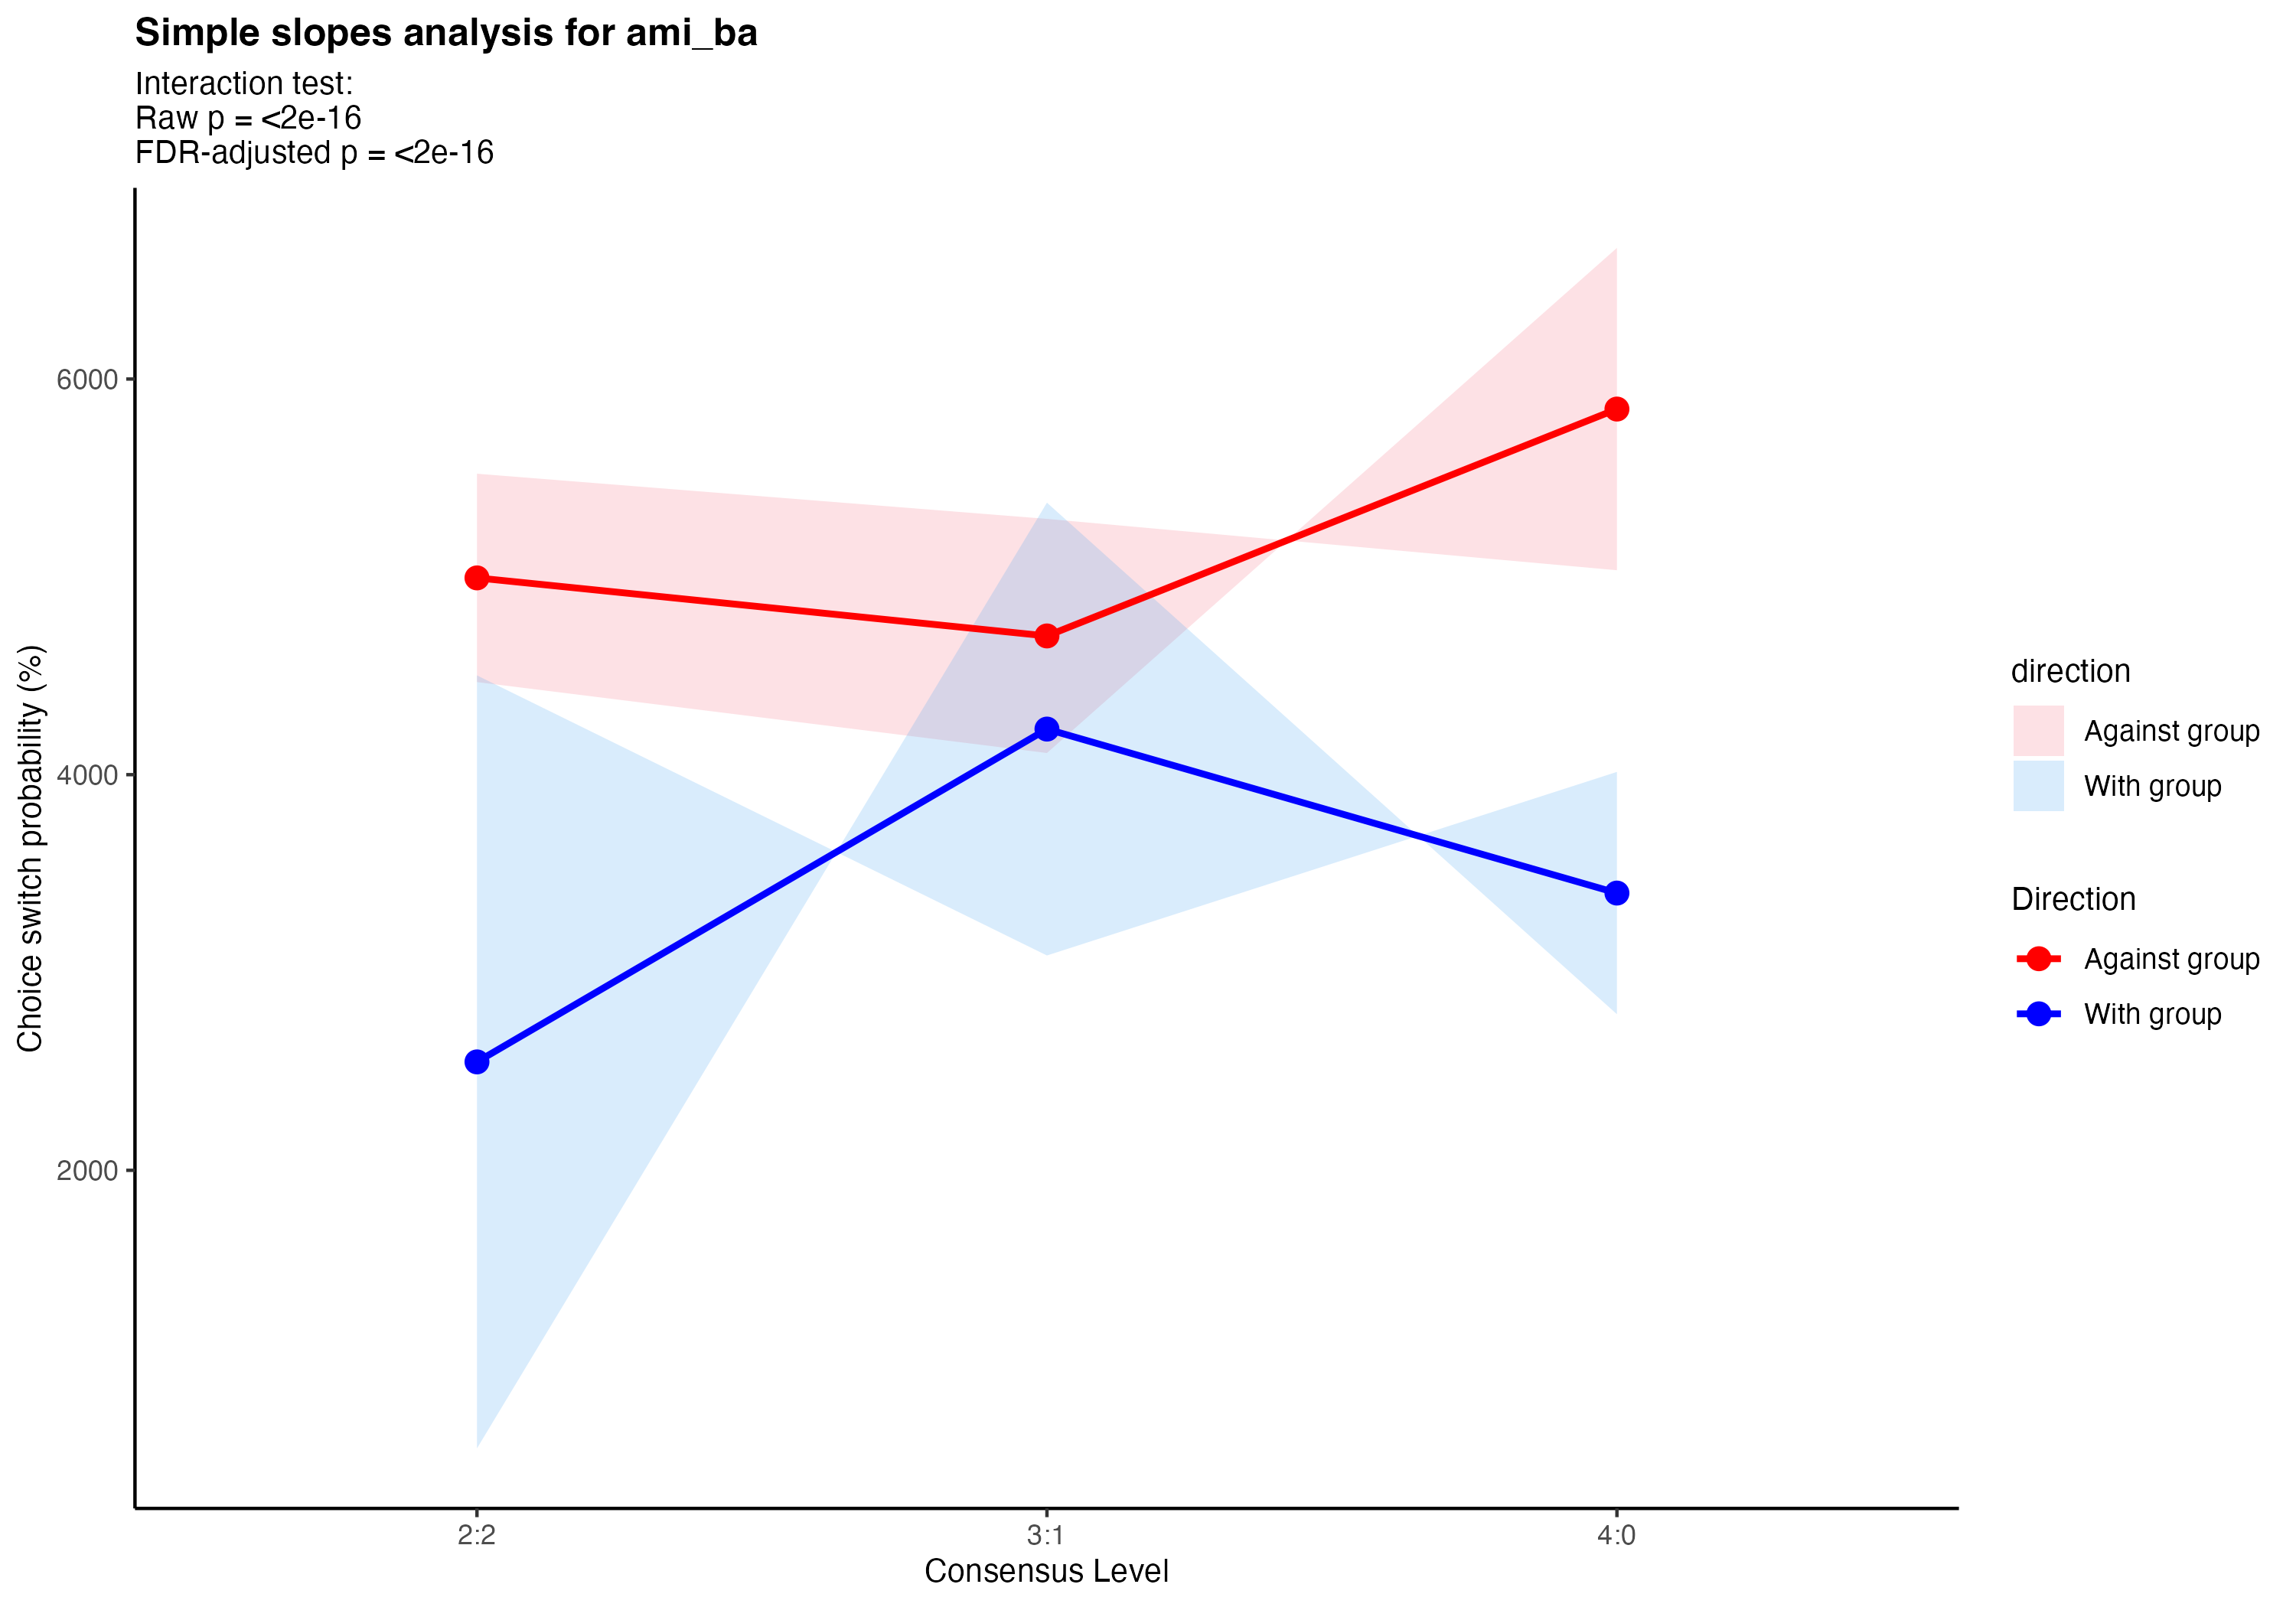 Simple slopes analysis for ami_ba
Interaction test:
Raw p = <2e-16
FDR-adjusted p = <2e-16
Choice switch probability (%)
6000
4000
2000
2:2
3:1
4:0
Consensus Level
direction
Against group
With group
Direction
Against group
With group